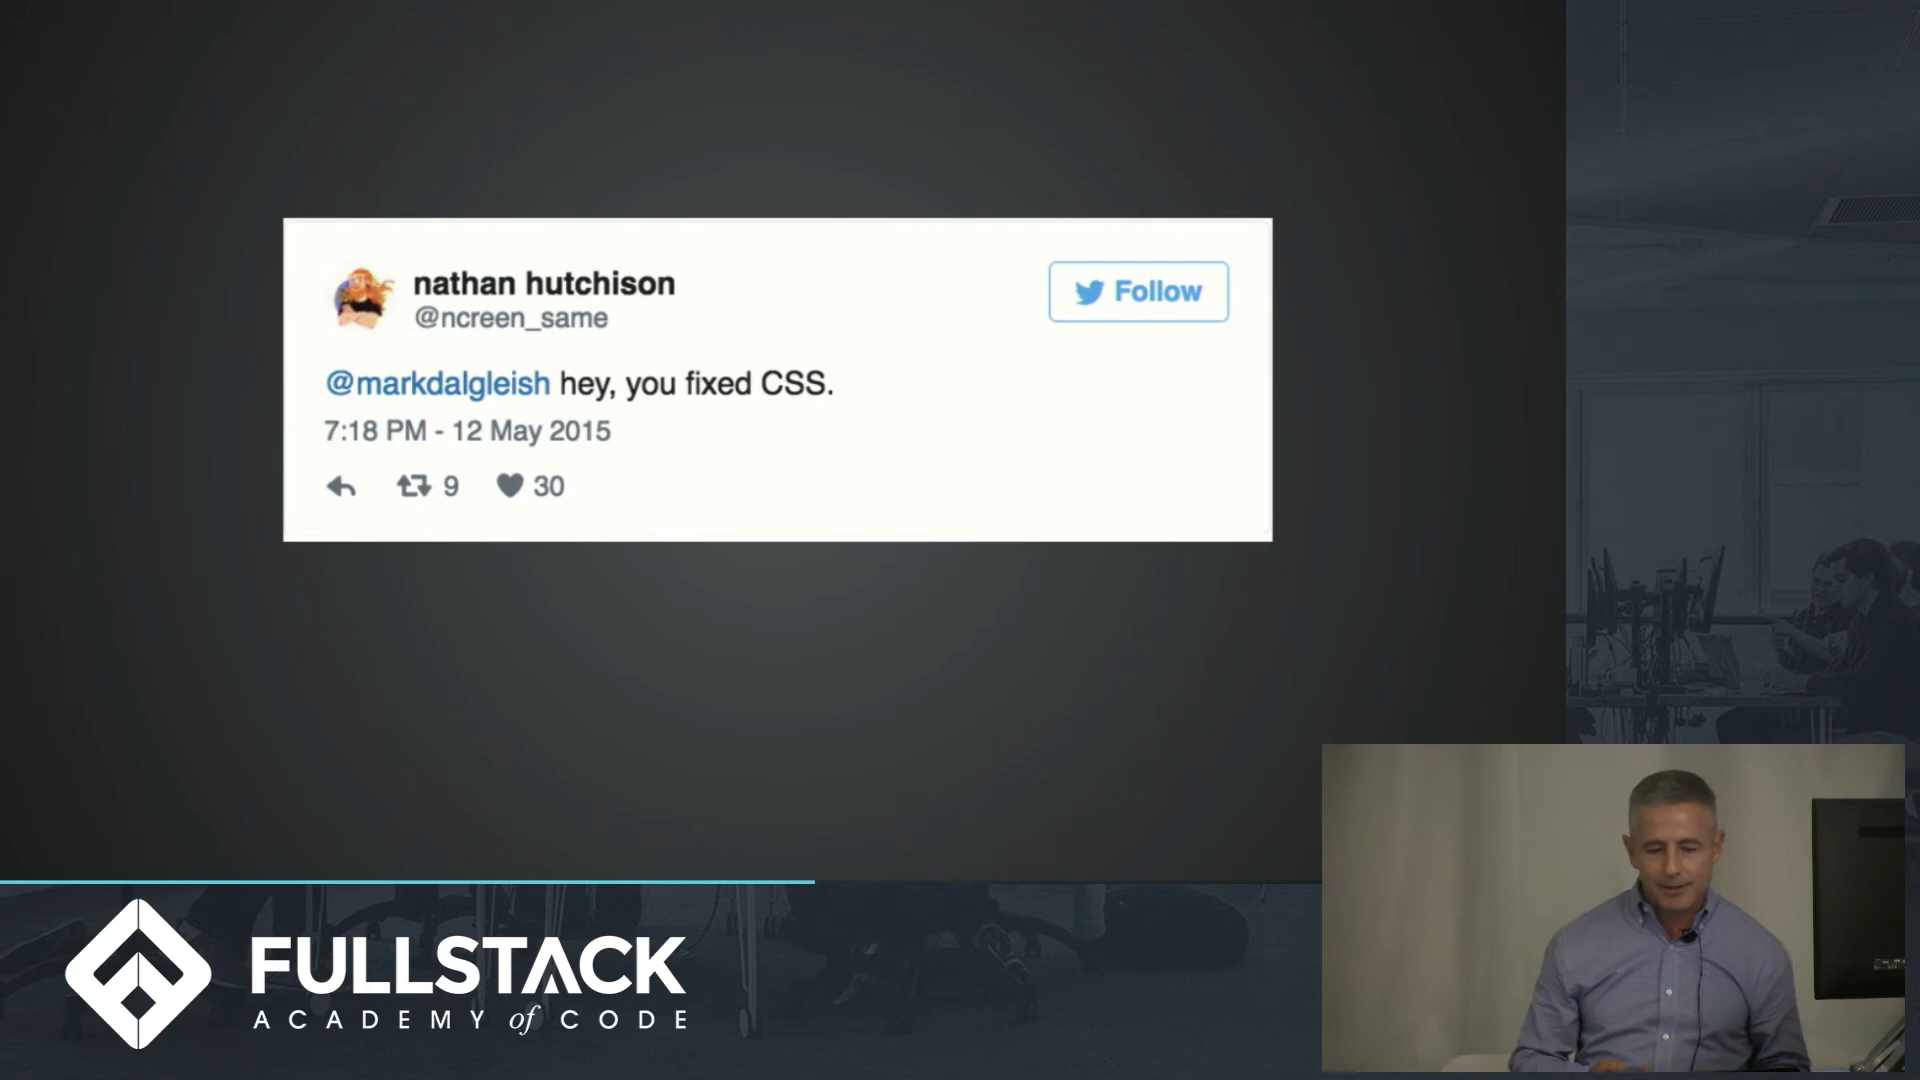 nathan hutchison
@ncreen_same
Follow
@markdalgleish hey, you fixed CSS.
7:18 PM - 12 May 2015
9 30
FULLSTACK
ACADEMY of CODE